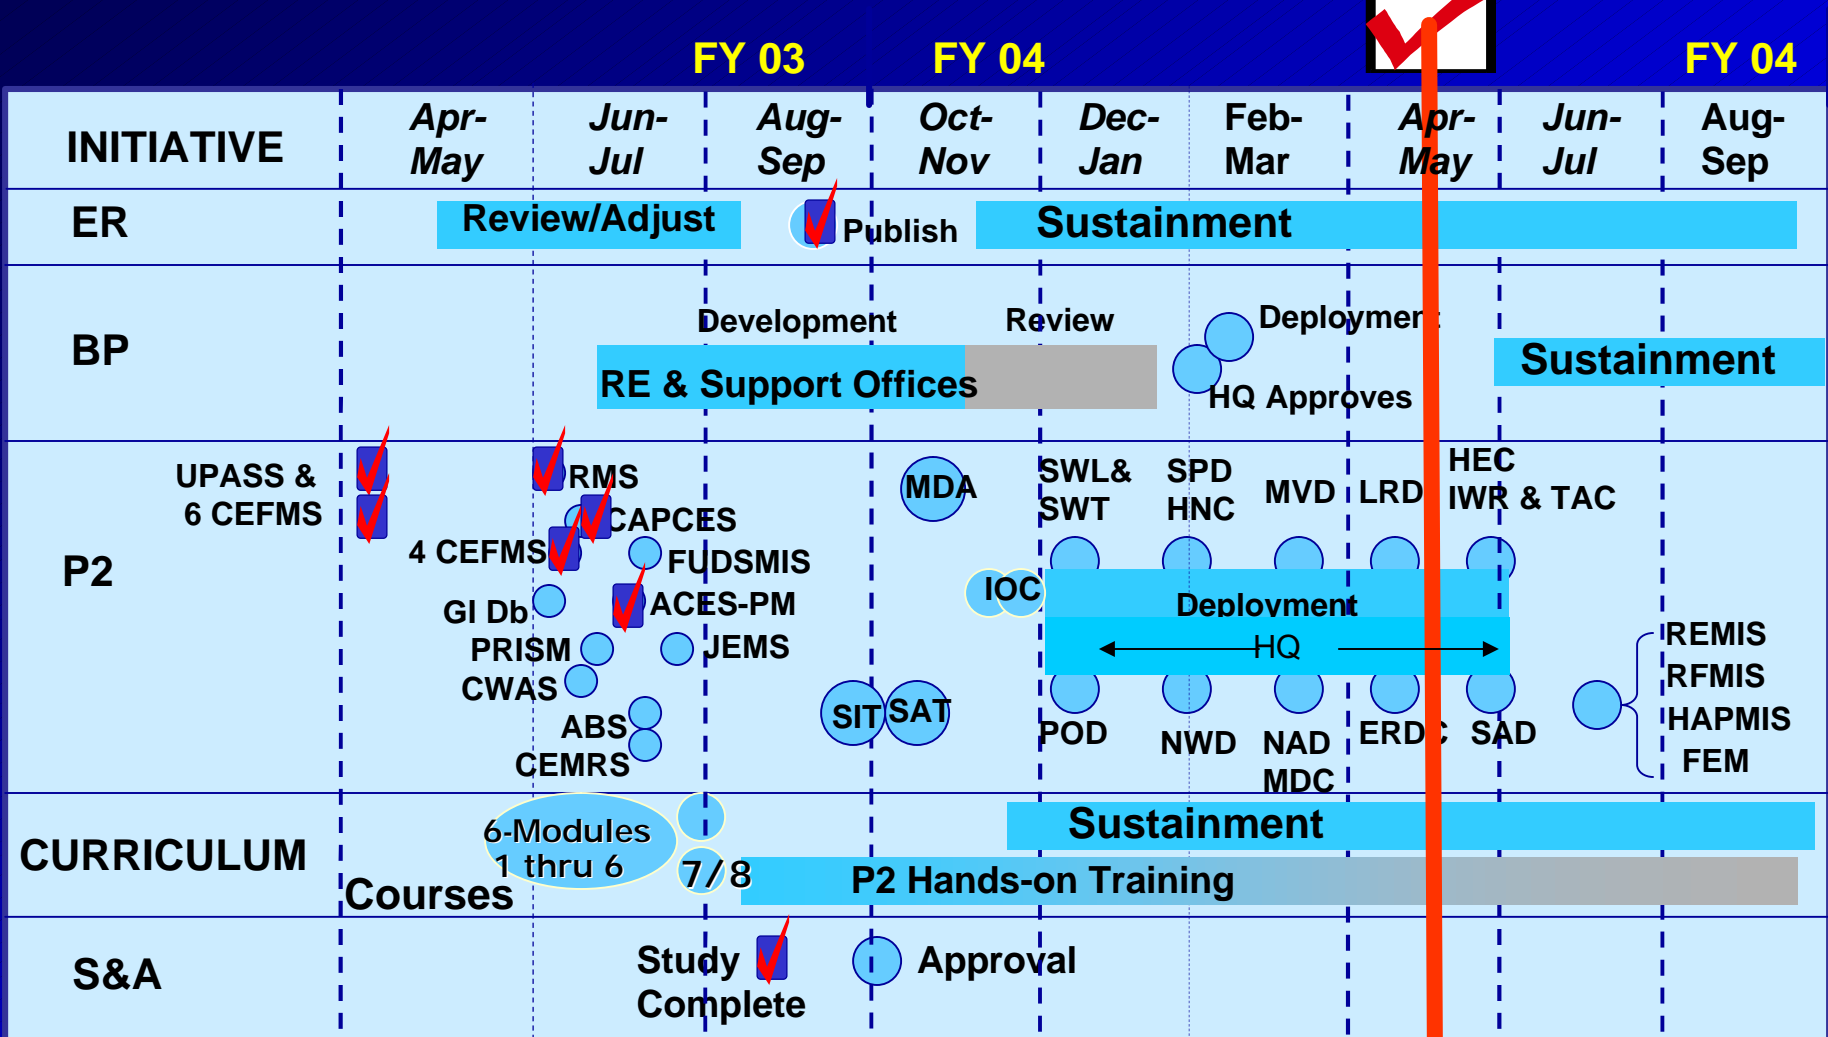 FY 03
FY 04
FY 04
INITIATIVE
Apr-
May
Jun-
Jul
Aug-
Sep
Oct-
Nov
Dec-
Jan
Feb-
Mar
Apr-
May
Jun-
Jul
Aug-
Sep
ER
Review/Adjust
Publish
Sustainment
BP
Development
Review
RE & Support Offices
Deployment
HQ Approves
Sustainment
P2
UPASS &
6 CEFMS
RMS
CAPCES
4 CEFMS
FUDSMIS
GI Db
ACES-PM
PRISM
JEMS
CWAS
ABS
CEMRS
MDA
SIT
SAT
IOC
SWL&
SWT
SPD
HNC
MVD
LRD
HEC
IWR & TAC
Deployment
HQ
POD
NWD
NAD
MDC
ERDC
SAD
REMIS
RFMIS
HAPMIS
FEM
CURRICULUM
Courses
6-Modules
1 thru 6
7/8
Sustainment
P2 Hands-on Training
S&A
Study
Complete
Approval